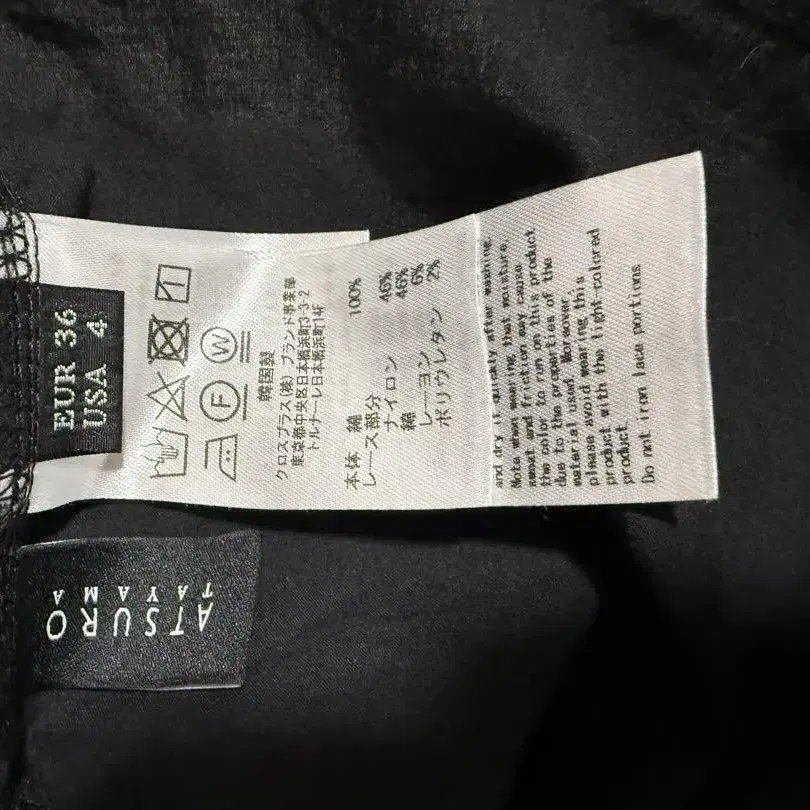 EUR 36
USA 4
F
W
韓国製
クロスプラス(株) ブランド事業部
東京都中央区日本橋浜町3-3-2
トルナーレ日本橋浜町14F
本体 綿 100%
レース部分
ナイロン 46%
綿 46%
レーヨン 6%
ポリウレタン 2%
and dry it quickly after washing.
Note when wearing that moisture,
sweat and friction may cause
the color to run on this product
due to the properties of the
material used. Moreover,
please avoid wearing this
product with the light-colored
product.
Do not iron lace portions.
ATSURO
TAYAMA